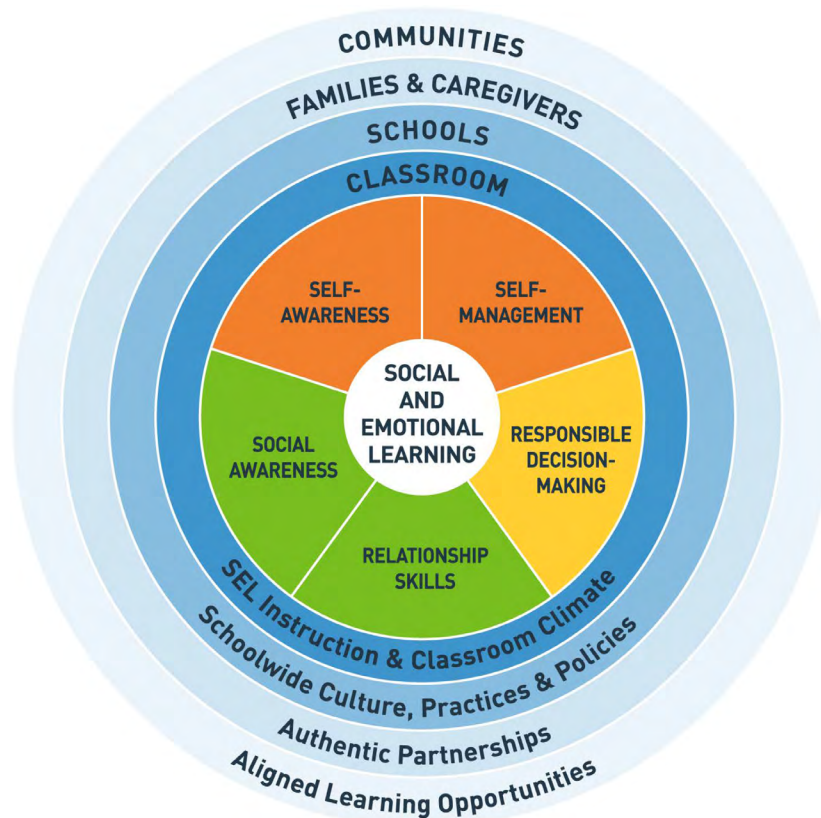 COMMUNITIES
FAMILIES & CAREGIVERS
SCHOOLS
CLASSROOM
SELF-
AWARENESS
SELF-
MANAGEMENT
SOCIAL
AND
EMOTIONAL
LEARNING
SOCIAL
AWARENESS
RESPONSIBLE
DECISION-
MAKING
RELATIONSHIP
SKILLS
SEL Instruction & Classroom Climate
Schoolwide Culture, Practices & Policies
Authentic Partnerships
Aligned Learning Opportunities